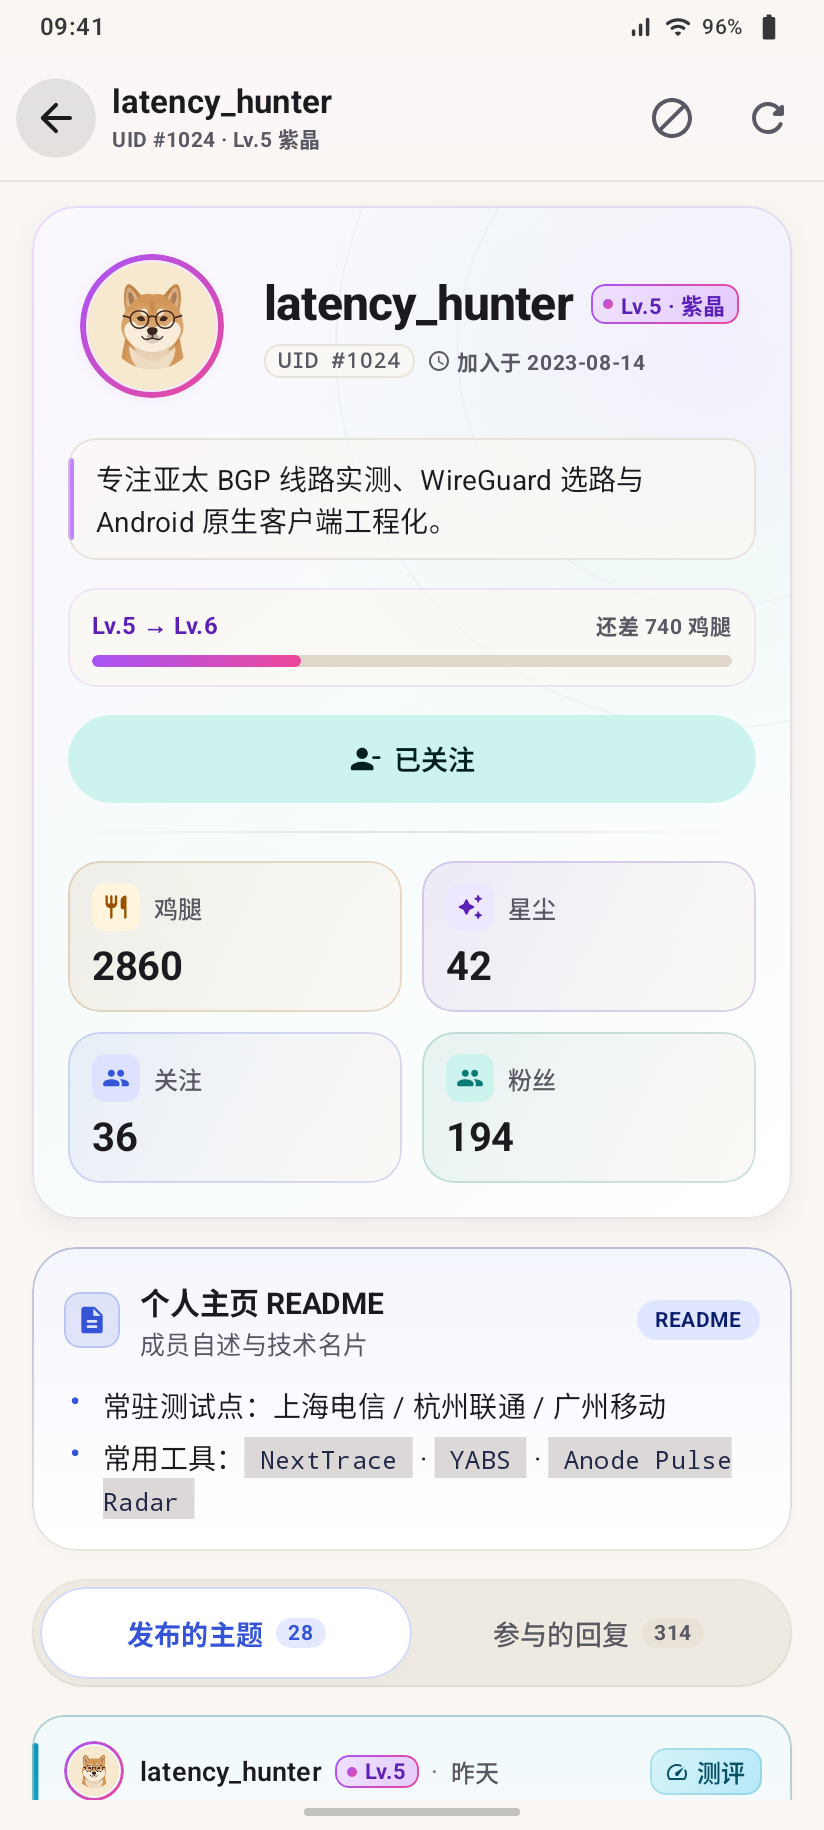 09:41
96%
latency_hunter
UID #1024 · Lv.5 紫晶
latency_hunter
Lv.5 · 紫晶
UID #1024
加入于 2023-08-14
专注亚太 BGP 线路实测、WireGuard 选路与
Android 原生客户端工程化。
Lv.5 → Lv.6
还差 740 鸡腿
已关注
鸡腿
2860
星尘
42
关注
36
粉丝
194
个人主页 README
成员自述与技术名片
README
• 常驻测试点：上海电信 / 杭州联通 / 广州移动
• 常用工具： NextTrace · YABS · Anode Pulse
Radar
发布的主题 28
参与的回复 314
latency_hunter
Lv.5
· 昨天
测评